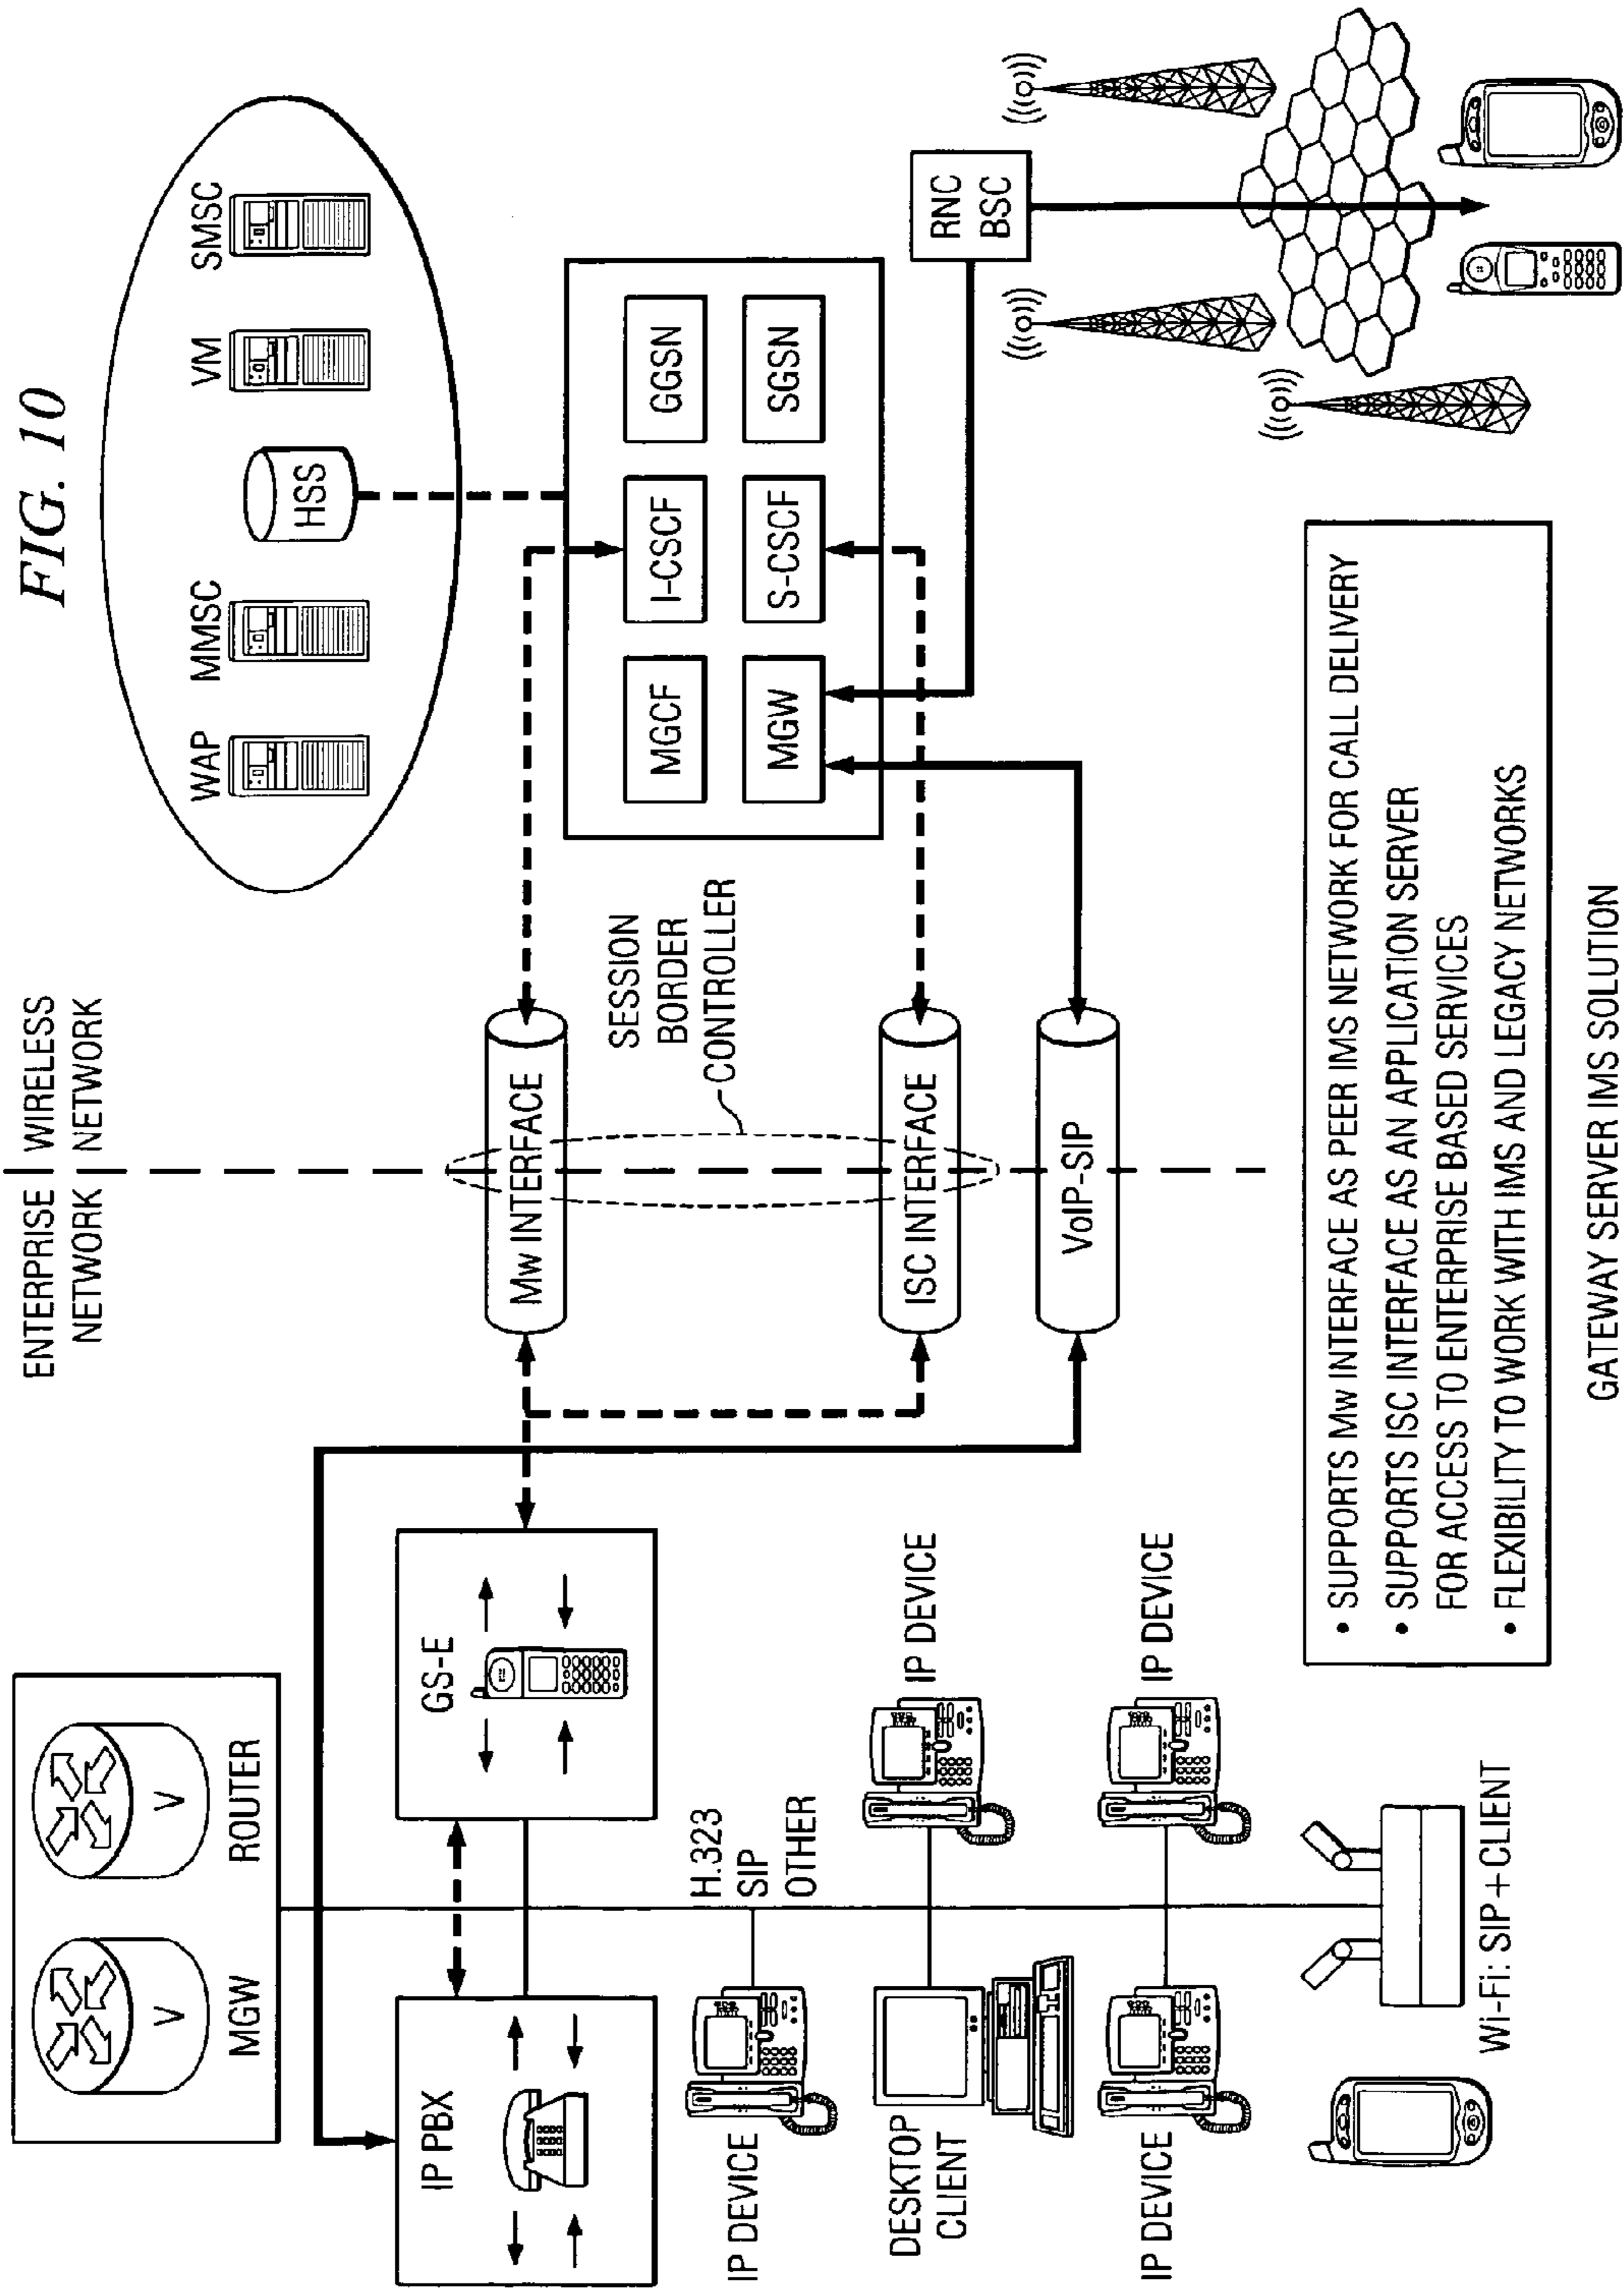 FIG. 10
ENTERPRISE
NETWORK
WIRELESS
NETWORK
WAP
MMSC
HSS
VM
SMSC
V
V
MGW
ROUTER
IP PBX
GS-E
Mw INTERFACE
SESSION
BORDER
CONTROLLER
ISC INTERFACE
VoIP-SIP
MGCF
I-CSCF
GGSN
MGW
S-CSCF
SGSN
RNC
BSC
H.323
SIP
OTHER
IP DEVICE
DESKTOP
CLIENT
IP DEVICE
IP DEVICE
IP DEVICE
Wi-Fi: SIP+CLIENT
• SUPPORTS Mw INTERFACE AS PEER IMS NETWORK FOR CALL DELIVERY
• SUPPORTS ISC INTERFACE AS AN APPLICATION SERVER
FOR ACCESS TO ENTERPRISE BASED SERVICES
• FLEXIBILITY TO WORK WITH IMS AND LEGACY NETWORKS
GATEWAY SERVER IMS SOLUTION